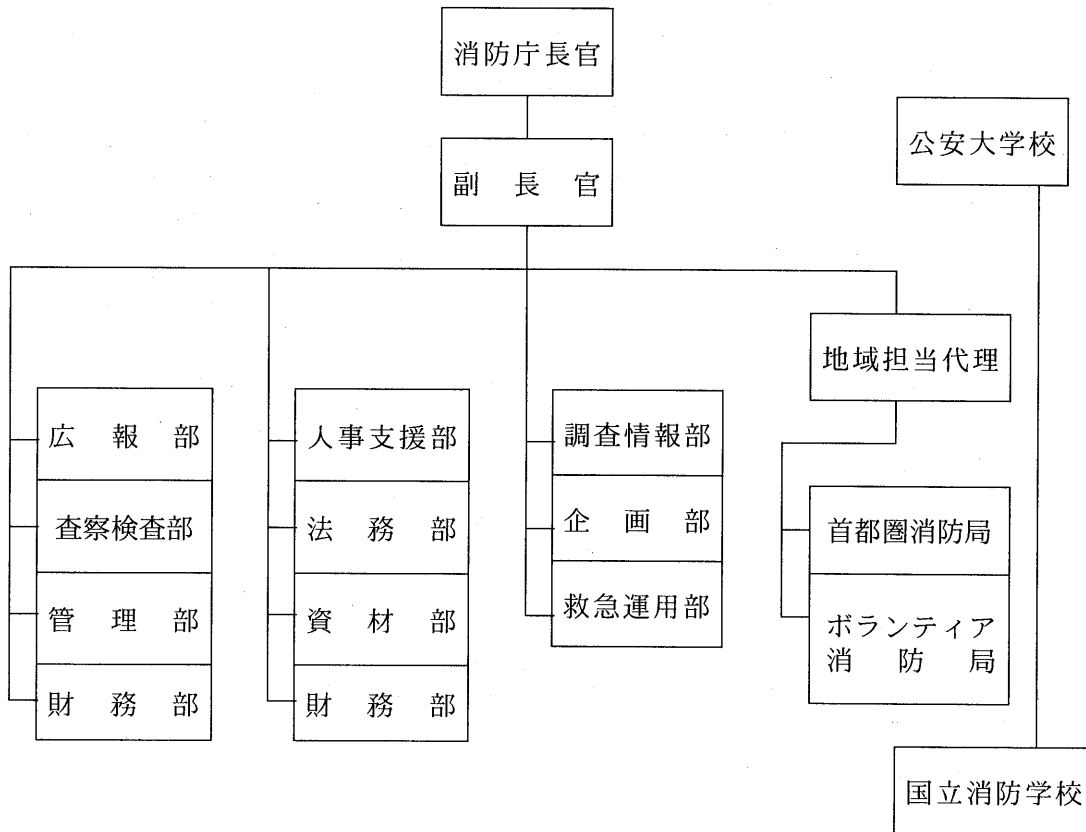 消防庁長官
公安大学校
副長官
地域担当代理
広報部
査察検査部
管理部
財務部
人事支援部
法務部
資材部
財務部
調査情報部
企画部
救急運用部
首都圏消防局
ボランティア
消防局
国立消防学校